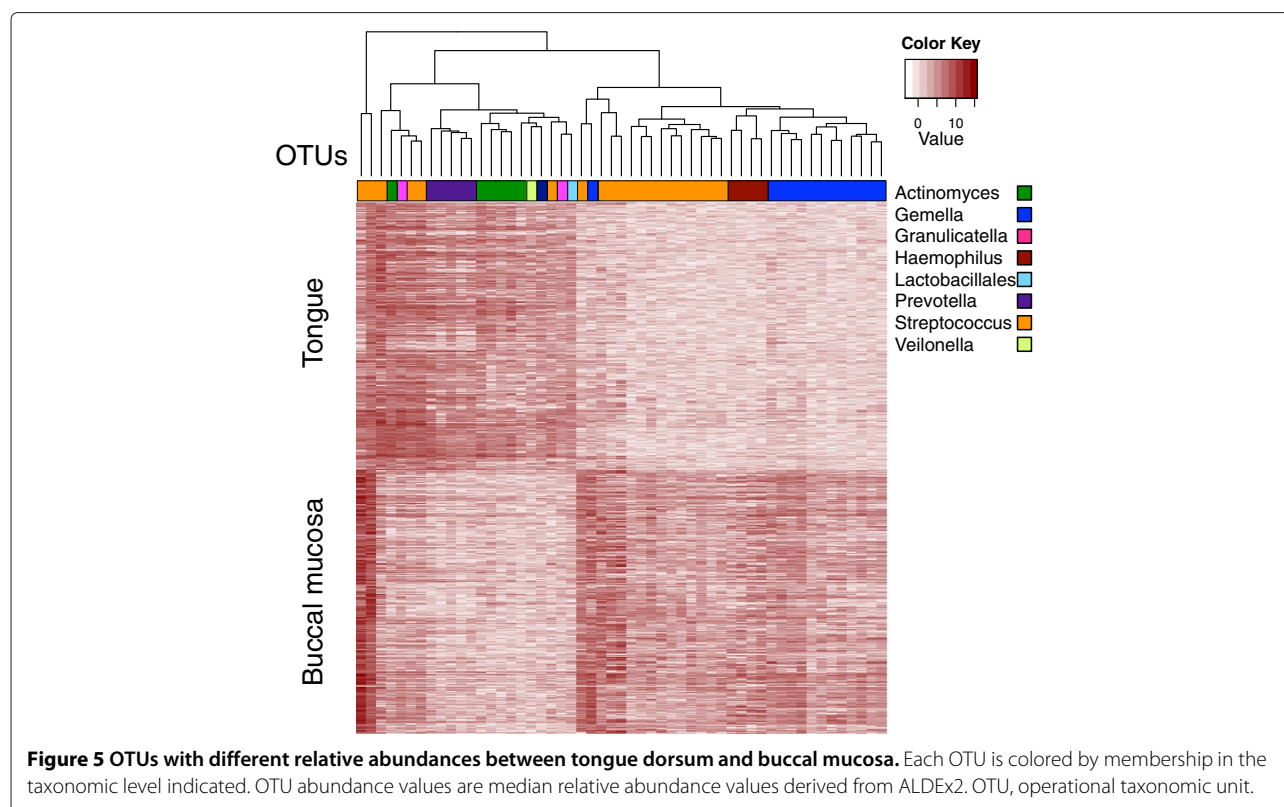 Color Key
0 10
Value
OTUs
Actinomyces
Gemella
Granulicatella
Haemophilus
Lactobacillales
Prevotella
Streptococcus
Veilonella
Tongue
Buccal mucosa
Figure 5 OTUs with different relative abundances between tongue dorsum and buccal mucosa. Each OTU is colored by membership in the
taxonomic level indicated. OTU abundance values are median relative abundance values derived from ALDEx2. OTU, operational taxonomic unit.